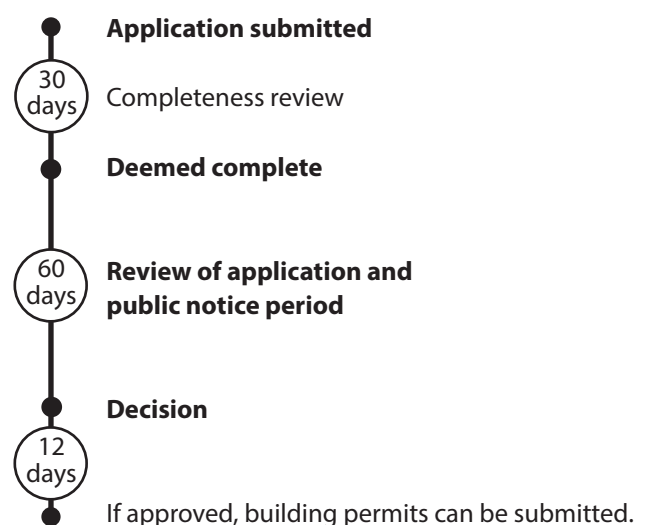 Application submitted
30
days
Completeness review
Deemed complete
60
days
Review of application and
public notice period
Decision
12
days
If approved, building permits can be submitted.